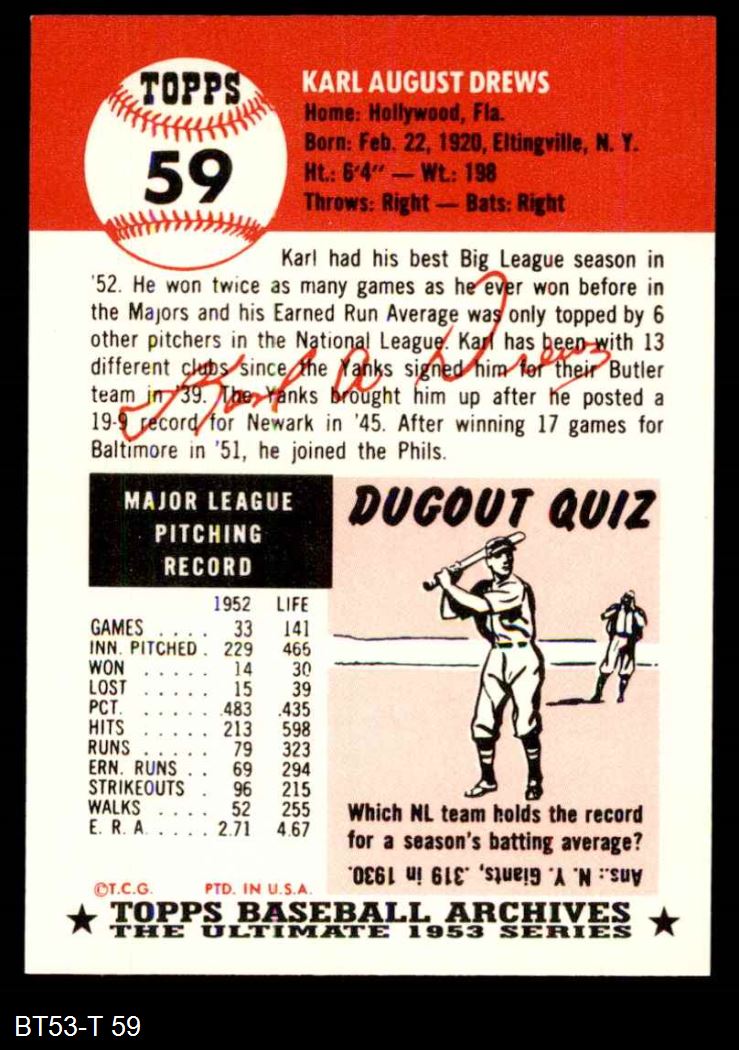 TOPPS
59
KARL AUGUST DREWS
Home: Hollywood, Fla.
Born: Feb. 22, 1920, Eltingville, N. Y.
Ht.: 6'4" — Wt.: 198
Throws: Right — Bats: Right
Karl had his best Big League season in
'52. He won twice as many games as he ever won before in
the Majors and his Earned Run Average was only topped by 6
other pitchers in the National League. Karl has been with 13
different clubs since the Yanks signed him for their Butler
team in '39. The Yanks brought him up after he posted a
19-9 record for Newark in '45. After winning 17 games for
Baltimore in '51, he joined the Phils.
Karl A Drews
MAJOR LEAGUE
PITCHING
RECORD
1952 LIFE
GAMES . . . . 33 141
INN. PITCHED . 229 466
WON . . . . . 14 30
LOST . . . . . 15 39
PCT. . . . . . .483 .435
HITS . . . . . 213 598
RUNS . . . . . 79 323
ERN. RUNS . . 69 294
STRIKEOUTS . 96 215
WALKS . . . . 52 255
E. R. A. . . . . 2.71 4.67
DUGOUT QUIZ
Which NL team holds the record
for a season's batting average?
Ans.: N. Y. Giants, .319 in 1930.
©T.C.G. PTD. IN U.S.A.
★ TOPPS BASEBALL ARCHIVES ★
THE ULTIMATE 1953 SERIES
BT53-T 59